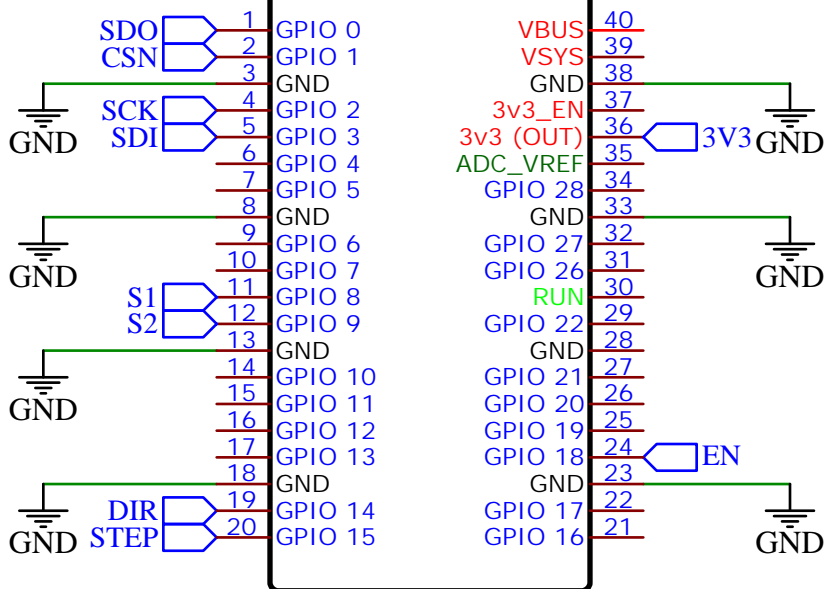 SDO 1 GPIO 0 VBUS 40
CSN 2 GPIO 1 VSYS 39
3 GND GND 38
SCK 4 GPIO 2 3v3_EN 37
GND SDI 5 GPIO 3 3v3 (OUT) 36 3V3 GND
6 GPIO 4 ADC_VREF 35
7 GPIO 5 GPIO 28 34
8 GND GND 33
9 GPIO 6 GPIO 27 32
GND 10 GPIO 7 GPIO 26 31 GND
S1 11 GPIO 8 RUN 30
S2 12 GPIO 9 GPIO 22 29
13 GND GND 28
14 GPIO 10 GPIO 21 27
GND 15 GPIO 11 GPIO 20 26
16 GPIO 12 GPIO 19 25
17 GPIO 13 GPIO 18 24 EN
18 GND GND 23
DIR 19 GPIO 14 GPIO 17 22
GND STEP 20 GPIO 15 GPIO 16 21 GND